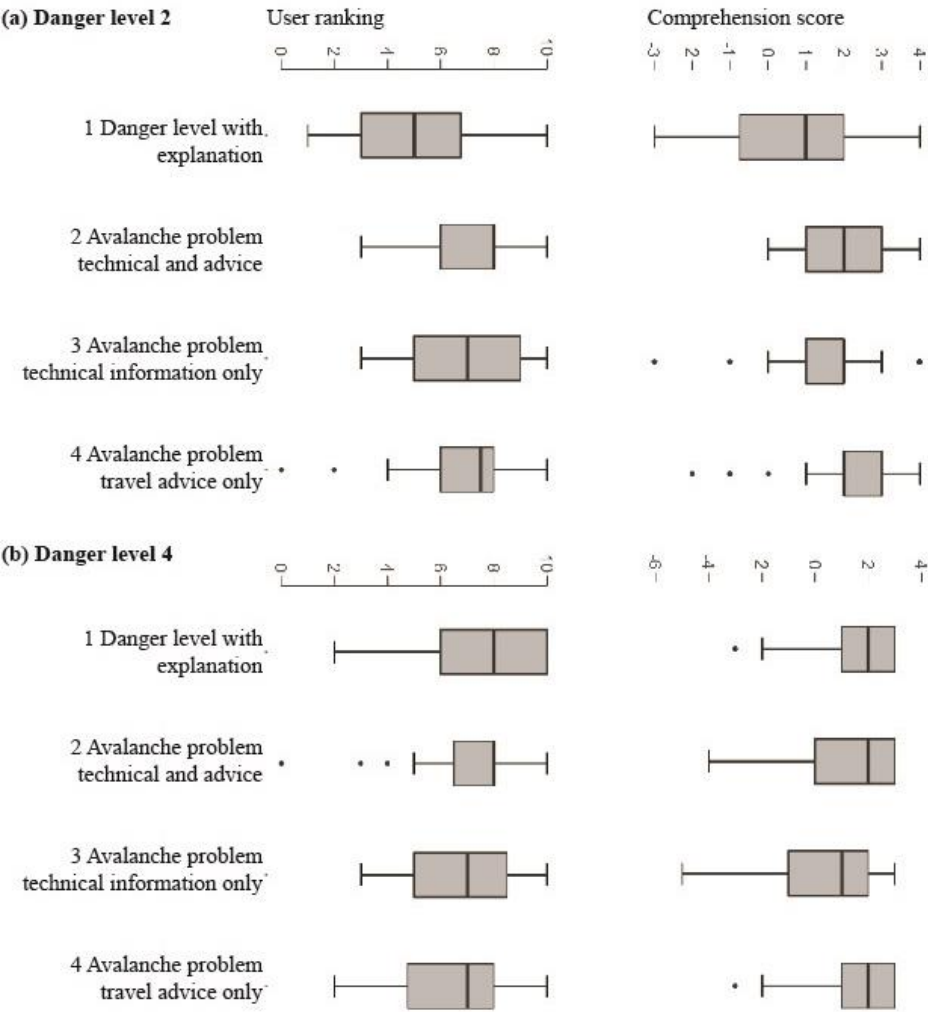 (a) Danger level 2 User ranking Comprehension score
0 2 4 6 8 10 -3 -2 -1 0 1 2 3 4
1 Danger level with
explanation
2 Avalanche problem
technical and advice
3 Avalanche problem
technical information only
4 Avalanche problem
travel advice only
(b) Danger level 4
0 2 4 6 8 10 -6 -4 -2 0 2 4
1 Danger level with
explanation
2 Avalanche problem
technical and advice
3 Avalanche problem
technical information only
4 Avalanche problem
travel advice only